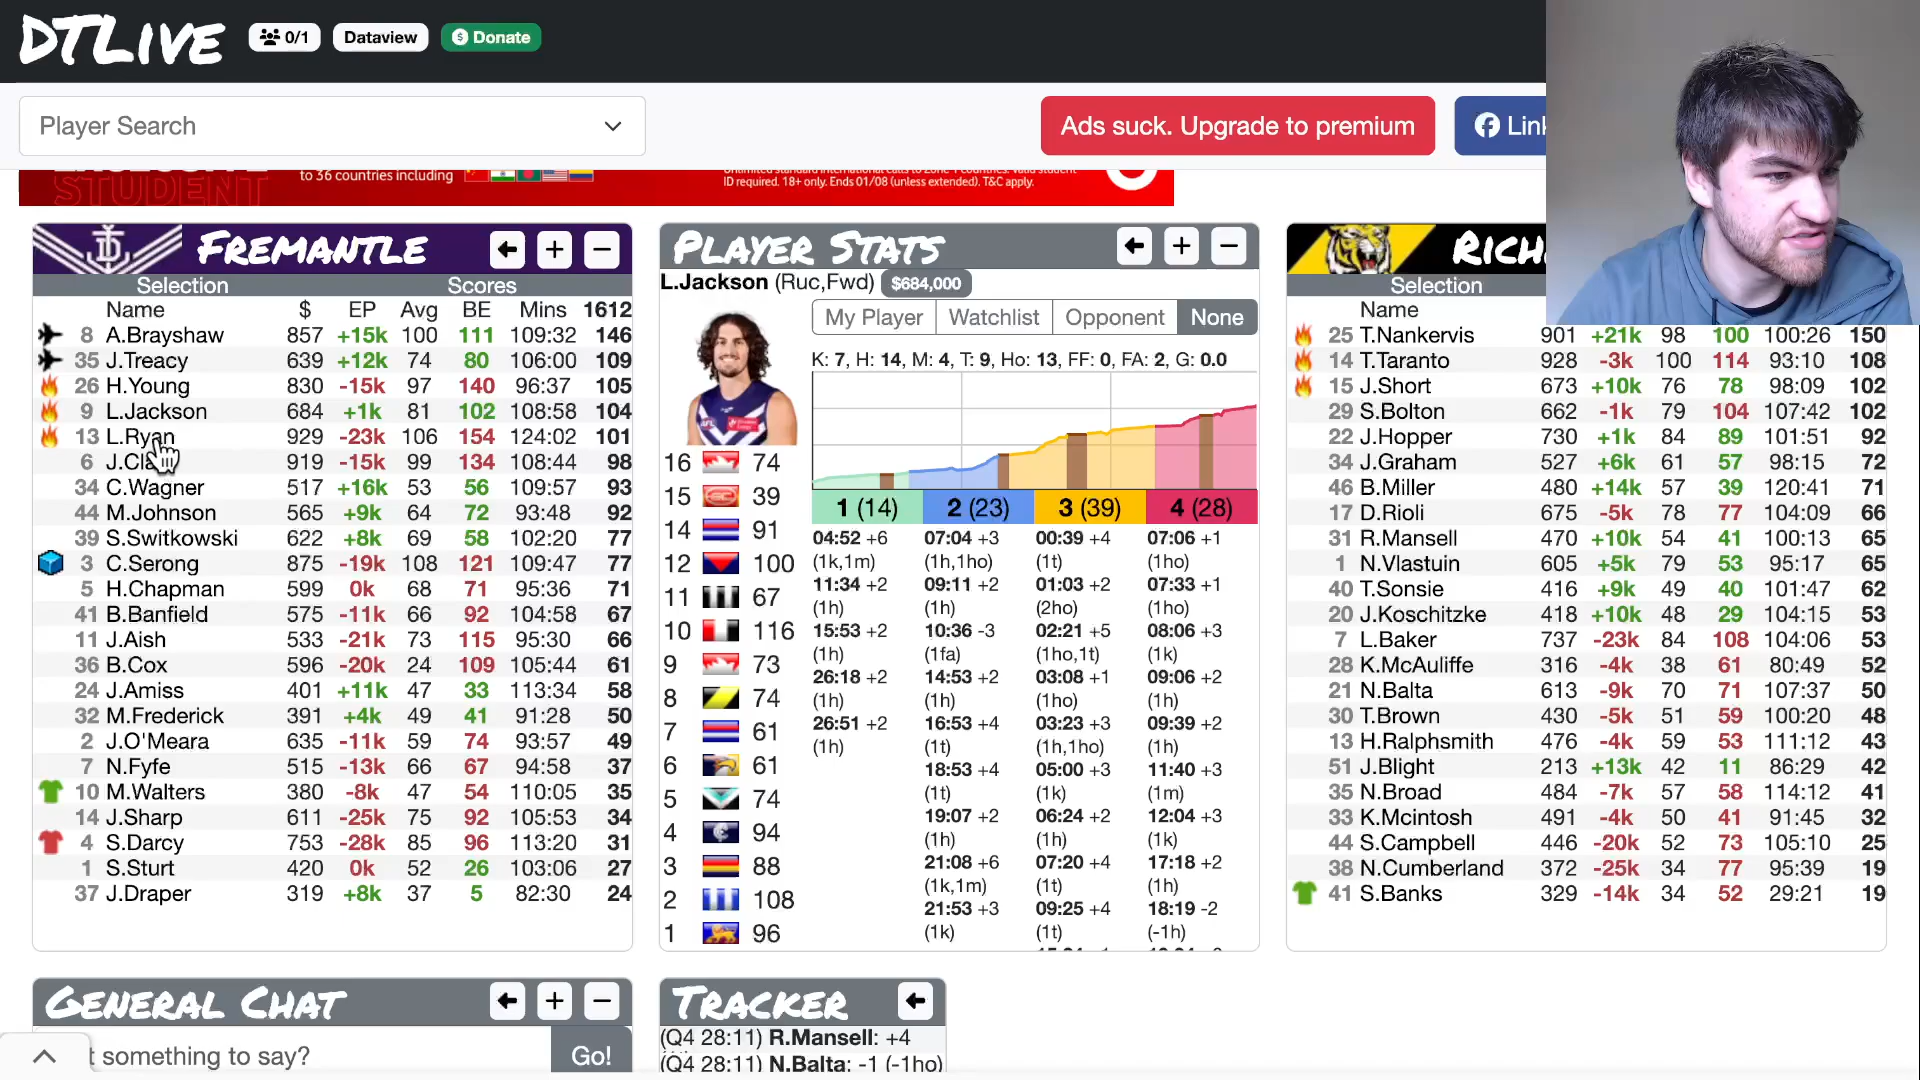 DTLIVE 0/1 Dataview $ Donate
Player Search
Ads suck. Upgrade to premium
Link
to 36 countries including
STUDENT
ID required. 18+ only. Ends 01/08 (unless extended). T&C apply.
FREMANTLE
Selection Scores
Name $ EP Avg BE Mins 1612
8 A.Brayshaw 857 +15k 100 111 109:32 146
35 J.Treacy 639 +12k 74 80 106:00 109
26 H.Young 830 -15k 97 140 96:37 105
9 L.Jackson 684 +1k 81 102 108:58 104
13 L.Ryan 929 -23k 106 154 124:02 101
6 J.Cla 919 -15k 99 134 108:44 98
34 C.Wagner 517 +16k 53 56 109:57 93
44 M.Johnson 565 +9k 64 72 93:48 92
39 S.Switkowski 622 +8k 69 58 102:20 77
3 C.Serong 875 -19k 108 121 109:47 77
5 H.Chapman 599 0k 68 71 95:36 71
41 B.Banfield 575 -11k 66 92 104:58 67
11 J.Aish 533 -21k 73 115 95:30 66
36 B.Cox 596 -20k 24 109 105:44 61
24 J.Amiss 401 +11k 47 33 113:34 58
32 M.Frederick 391 +4k 49 41 91:28 50
2 J.O'Meara 635 -11k 59 74 93:57 49
7 N.Fyfe 515 -13k 66 67 94:58 37
10 M.Walters 380 -8k 47 54 110:05 35
14 J.Sharp 611 -25k 75 92 105:53 34
4 S.Darcy 753 -28k 85 96 113:20 31
1 S.Sturt 420 0k 52 26 103:06 27
37 J.Draper 319 +8k 37 5 82:30 24
PLAYER STATS
L.Jackson (Ruc,Fwd) $684,000
My Player Watchlist Opponent None
K: 7, H: 14, M: 4, T: 9, Ho: 13, FF: 0, FA: 2, G: 0.0
16 74
15 39
14 91
12 100
11 67
10 116
9 73
8 74
7 61
6 61
5 74
4 94
3 88
2 108
1 96
1 (14) 2 (23) 3 (39) 4 (28)
04:52 +6 07:04 +3 00:39 +4 07:06 +1
(1k,1m) (1h,1ho) (1t) (1ho)
11:34 +2 09:11 +2 01:03 +2 07:33 +1
(1h) (1h) (2ho) (1ho)
15:53 +2 10:36 -3 02:21 +5 08:06 +3
(1h) (1fa) (1ho,1t) (1k)
26:18 +2 14:53 +2 03:08 +1 09:06 +2
(1h) (1h) (1ho) (1h)
26:51 +2 16:53 +4 03:23 +3 09:39 +2
(1h) (1t) (1h,1ho) (1h)
18:53 +4 05:00 +3 11:40 +3
(1t) (1k) (1m)
19:07 +2 06:24 +2 12:04 +3
(1h) (1h) (1k)
21:08 +6 07:20 +4 17:18 +2
(1k,1m) (1t) (1h)
21:53 +3 09:25 +4 18:19 -2
(1k) (1t) (-1h)
RICH
Selection
Name
25 T.Nankervis 901 +21k 98 100 100:26 150
14 T.Taranto 928 -3k 100 114 93:10 108
15 J.Short 673 +10k 76 78 98:09 102
29 S.Bolton 662 -1k 79 104 107:42 102
22 J.Hopper 730 +1k 84 89 101:51 92
34 J.Graham 527 +6k 61 57 98:15 72
46 B.Miller 480 +14k 57 39 120:41 71
17 D.Rioli 675 -5k 78 77 104:09 66
31 R.Mansell 470 +10k 54 41 100:13 65
1 N.Vlastuin 605 +5k 79 53 95:17 65
40 T.Sonsie 416 +9k 49 40 101:47 62
20 J.Koschitzke 418 +10k 48 29 104:15 53
7 L.Baker 737 -23k 84 108 104:06 53
28 K.McAuliffe 316 -4k 38 61 80:49 52
21 N.Balta 613 -9k 70 71 107:37 50
30 T.Brown 430 -5k 51 59 100:20 48
13 H.Ralphsmith 476 -4k 59 53 111:12 43
51 J.Blight 213 +13k 42 11 86:29 42
35 N.Broad 484 -7k 57 58 114:12 41
33 K.Mcintosh 491 -4k 50 41 91:45 32
44 S.Campbell 446 -20k 52 73 105:10 25
38 N.Cumberland 372 -25k 34 77 95:39 19
41 S.Banks 329 -14k 34 52 29:21 19
GENERAL CHAT
t something to say? Go!
TRACKER
(Q4 28:11) R.Mansell: +4
(Q4 28:11) N.Balta: -1 (-1ho)